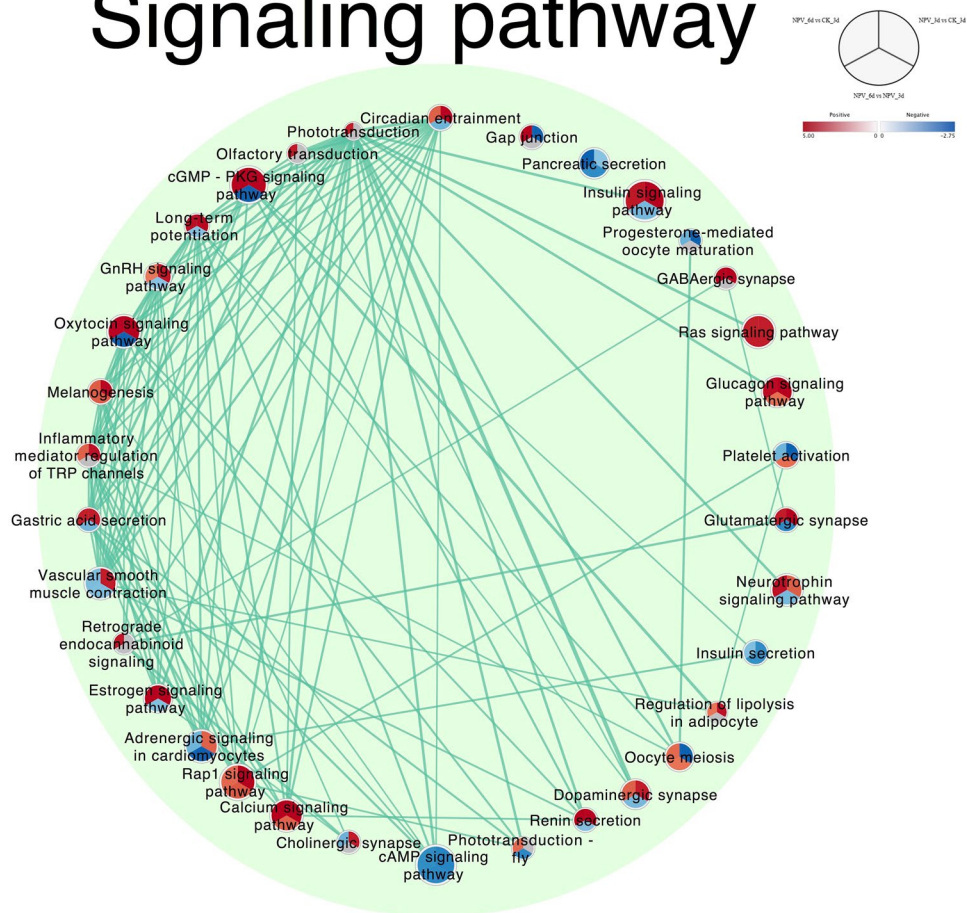 Signaling pathway
NPV_6d vs CK_3d
NPV_3d vs CK_3d
NPV_6d vs NPV_3d
Positive
Negative
5.00
0 0
-2.75
Circadian entrainment
Phototransduction
Gap junction
Olfactory transduction
Pancreatic secretion
cGMP - PKG signaling
pathway
Insulin signaling
pathway
Long-term
potentiation
Progesterone-mediated
oocyte maturation
GnRH signaling
pathway
GABAergic synapse
Oxytocin signaling
pathway
Ras signaling pathway
Melanogenesis
Glucagon signaling
pathway
Inflammatory
mediator regulation
of TRP channels
Platelet activation
Gastric acid secretion
Glutamatergic synapse
Vascular smooth
muscle contraction
Neurotrophin
signaling pathway
Retrograde
endocannabinoid
signaling
Insulin secretion
Estrogen signaling
pathway
Regulation of lipolysis
in adipocyte
Adrenergic signaling
in cardiomyocytes
Oocyte meiosis
Rap1 signaling
pathway
Dopaminergic synapse
Calcium signaling
pathway
Renin secretion
Cholinergic synapse
Phototransduction -
fly
cAMP signaling
pathway